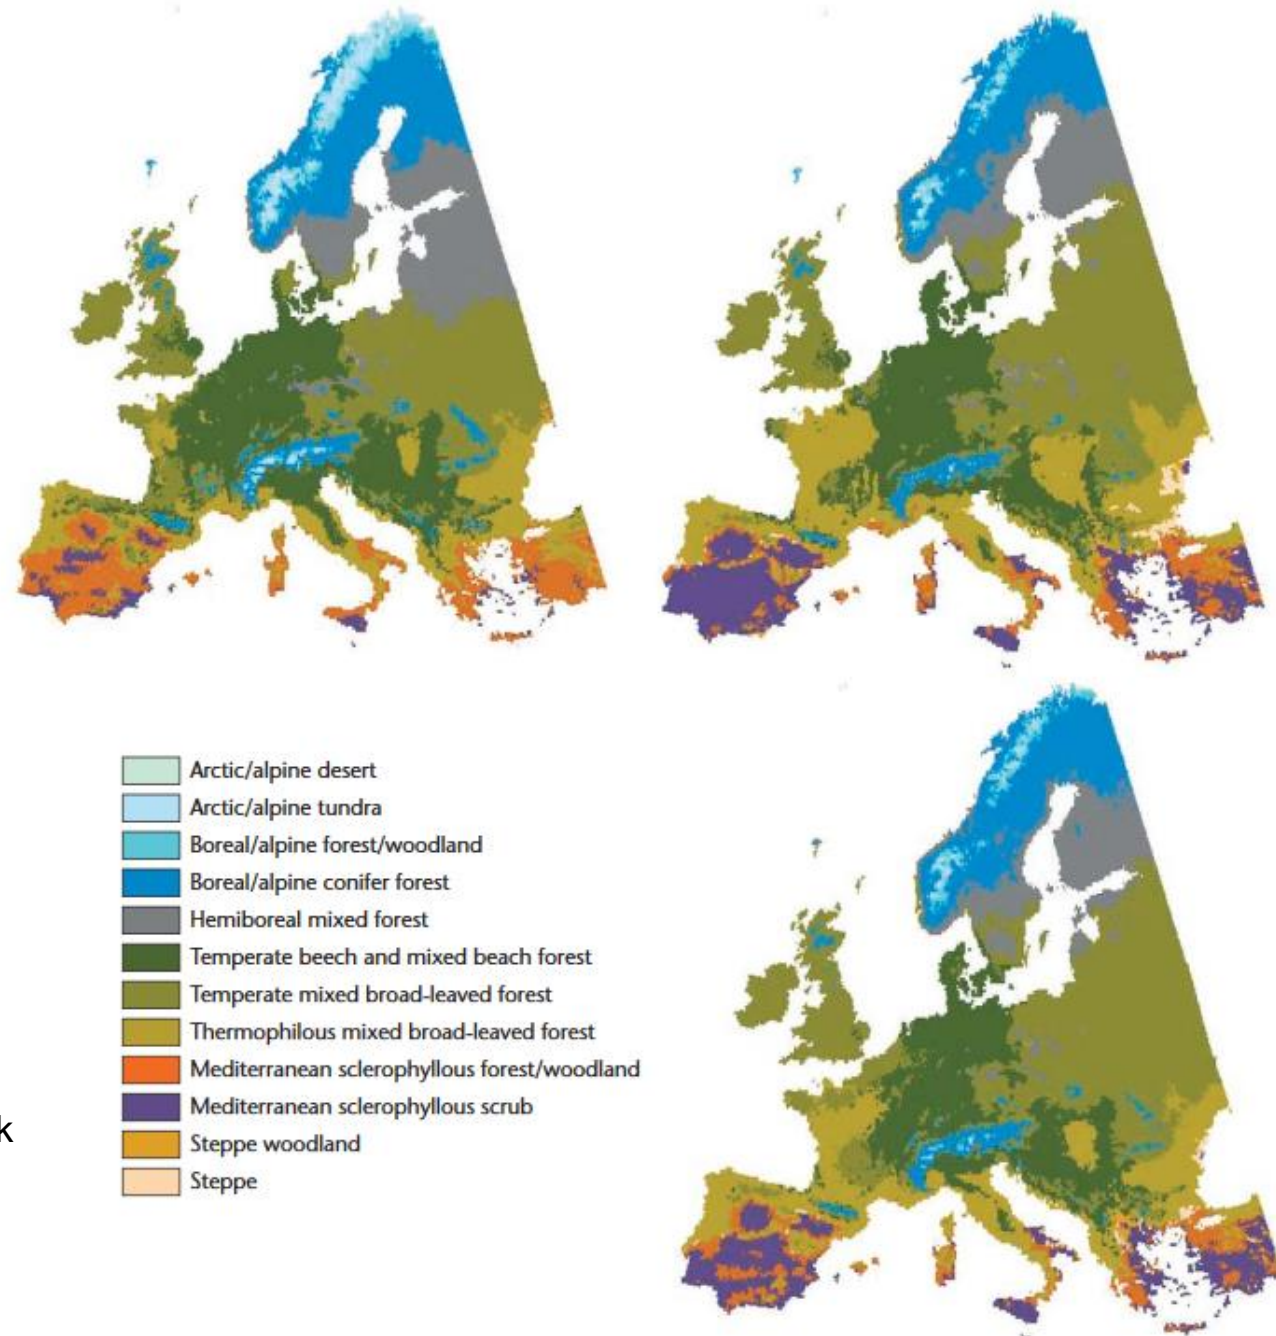 Arctic/alpine desert
Arctic/alpine tundra
Boreal/alpine forest/woodland
Boreal/alpine conifer forest
Hemiboreal mixed forest
Temperate beech and mixed beach forest
Temperate mixed broad-leaved forest
Thermophilous mixed broad-leaved forest
Mediterranean sclerophyllous forest/woodland
Mediterranean sclerophyllous scrub
k
Steppe woodland
Steppe